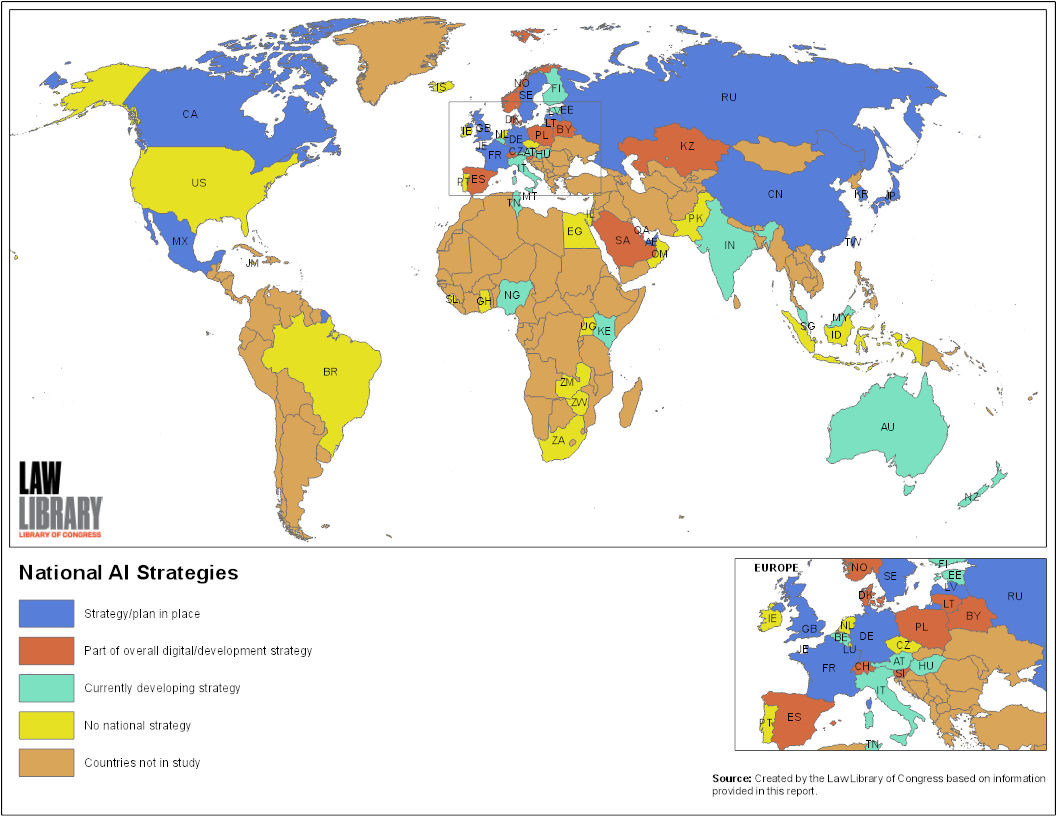 CA
US
MX
JM
BR
IS
NO
SE
FI
RU
EE
LV
LT
DK
IE
GB
NL
DE
PL
BY
JE
FR
CZ
AT
HU
PT
ES
IT
MT
TN
KZ
CN
KR
JP
TW
IL
EG
SA
QA
AE
OM
PK
IN
SL
GH
NG
UG
KE
ZM
ZW
ZA
SG
MY
ID
AU
NZ
LAW
LIBRARY
LIBRARY OF CONGRESS
National AI Strategies
Strategy/plan in place
Part of overall digital/development strategy
Currently developing strategy
No national strategy
Countries not in study
EUROPE
NO
SE
FI
EE
LV
RU
DK
LT
BY
IE
GB
NL
DE
PL
BE
LU
CZ
JE
FR
CH
AT
HU
SI
IT
PT
ES
TN
Source: Created by the Law Library of Congress based on information
provided in this report.